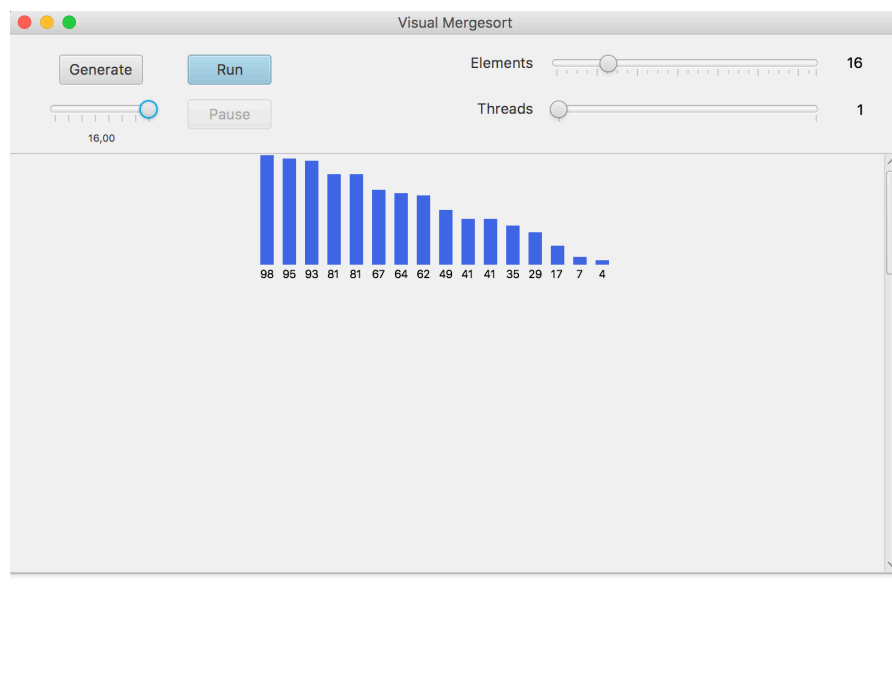 Visual Mergesort
Generate
Run
Elements
16
Pause
Threads
1
16,00
98 95 93 81 81 67 64 62 49 41 41 35 29 17 7 4